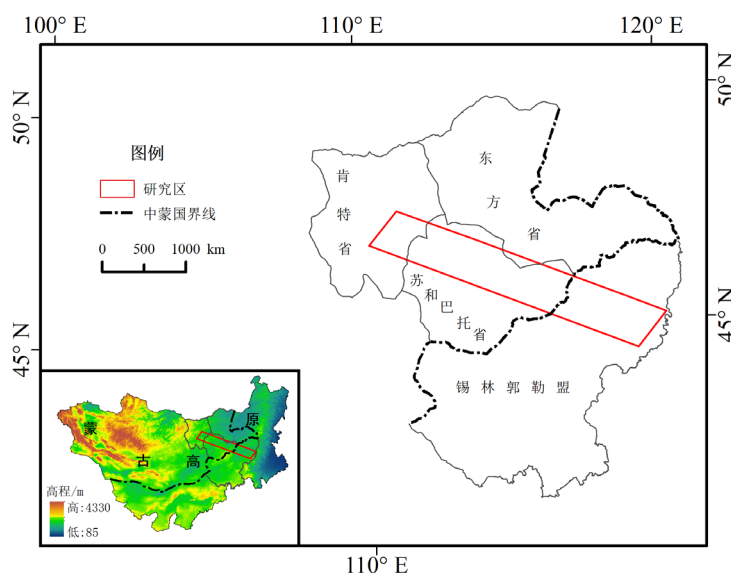 100° E
110° E
120° E
50° N
50° N
图例
研究区
中蒙国界线
0 500 1000 km
肯特省
东方省
苏和巴托省
锡林郭勒盟
45° N
45° N
蒙古高原
高程/m
高:4330
低:85
110° E